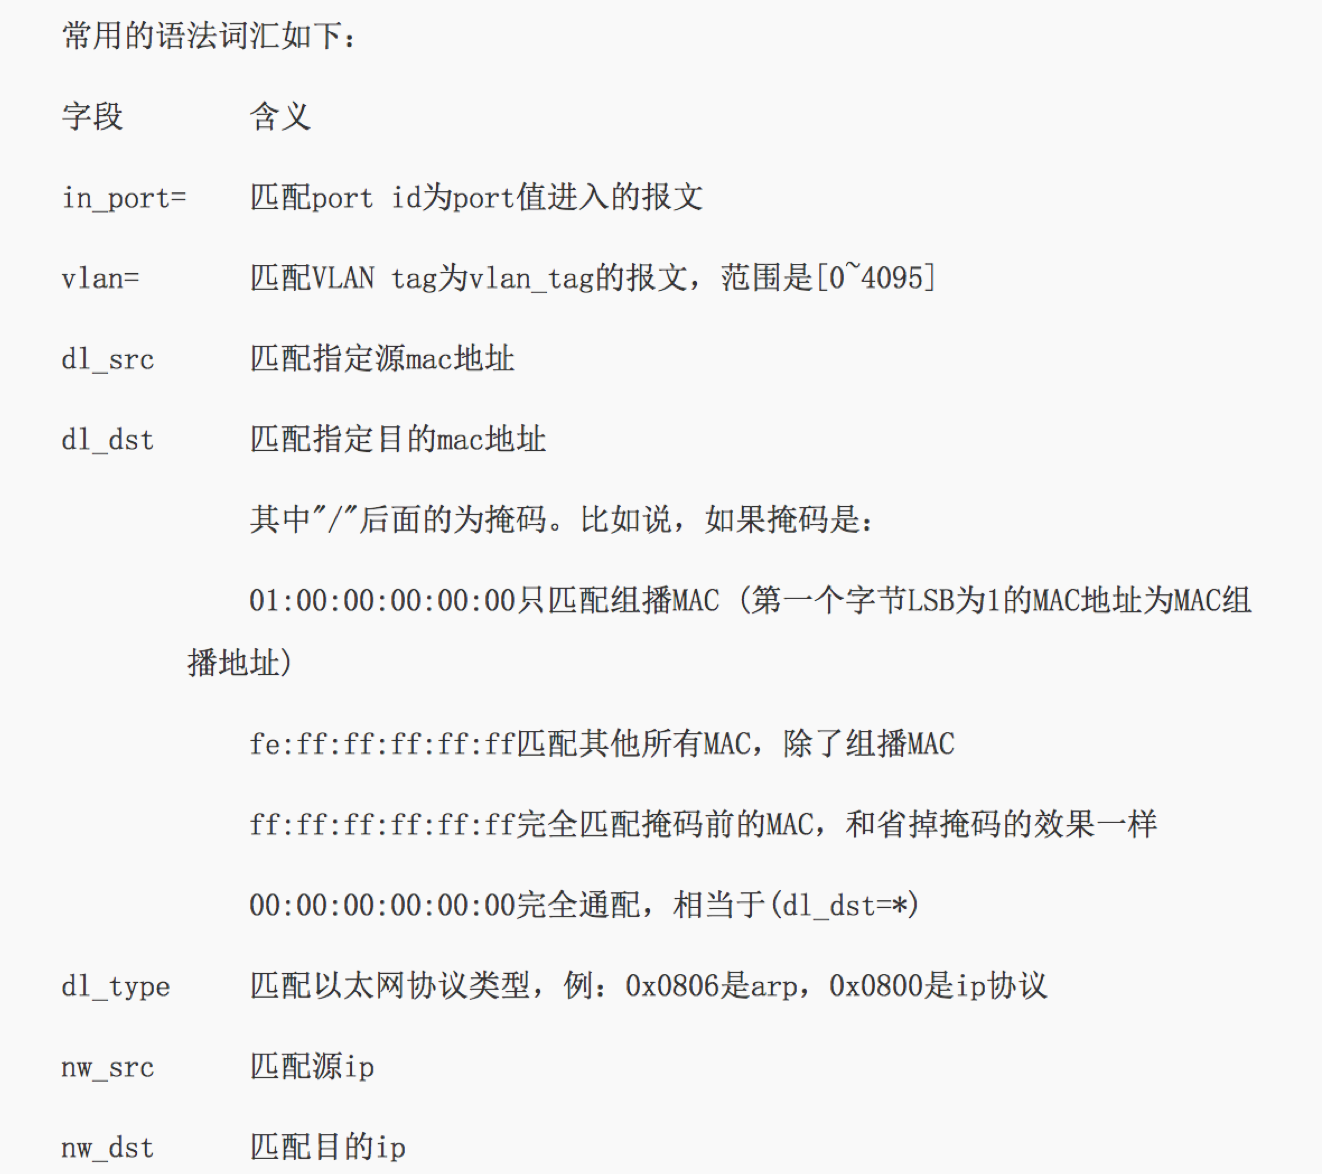 常用的语法词汇如下：
字段 含义
in_port= 匹配port id为port值进入的报文
vlan= 匹配VLAN tag为vlan_tag的报文，范围是[0~4095]
dl_src 匹配指定源mac地址
dl_dst 匹配指定目的mac地址
其中"/"后面的为掩码。比如说，如果掩码是：
01:00:00:00:00:00只匹配组播MAC (第一个字节LSB为1的MAC地址为MAC组
播地址)
fe:ff:ff:ff:ff:ff匹配其他所有MAC，除了组播MAC
ff:ff:ff:ff:ff:ff完全匹配掩码前的MAC，和省掉掩码的效果一样
00:00:00:00:00:00完全通配，相当于(dl_dst=*)
dl_type 匹配以太网协议类型，例：0x0806是arp，0x0800是ip协议
nw_src 匹配源ip
nw_dst 匹配目的ip